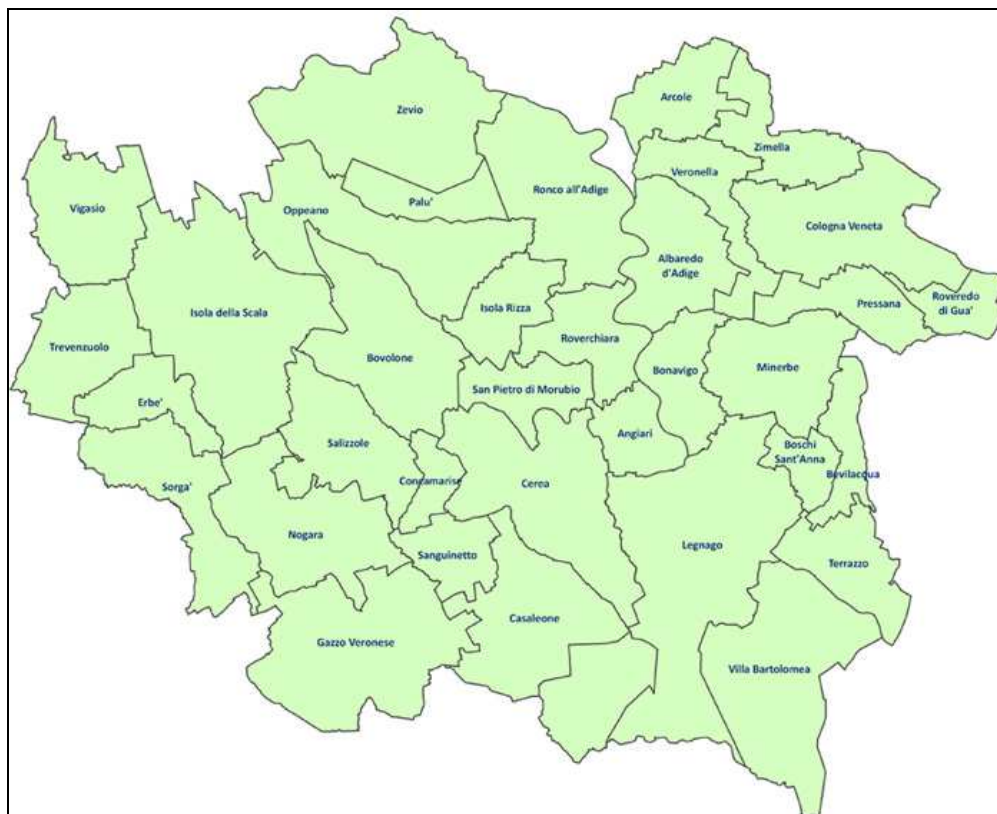 Arcole
Zevio
Zimella
Veronella
Ronco all'Adige
Palu'
Vigasio
Oppeano
Cologna Veneta
Albaredo
d'Adige
Roveredo
di Gua'
Pressana
Isola Rizza
Isola della Scala
Roverchiara
Trevenzuolo
Bovolone
Bonavigo
Minerbe
San Pietro di Morubio
Erbe'
Angiari
Salizzole
Boschi
Sant'Anna
Bevilacqua
Concamarise
Cerea
Sorga'
Nogara
Legnago
Sanguinetto
Terrazzo
Casaleone
Gazzo Veronese
Villa Bartolomea